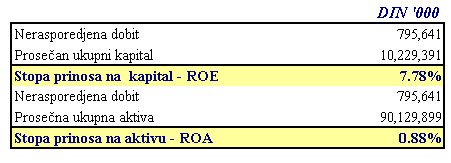 DIN '000
Nerasporedjena dobit 795,641
Prosečan ukupni kapital 10,229,391
Stopa prinosa na kapital - ROE 7.78%
Nerasporedjena dobit 795,641
Prosečna ukupna aktiva 90,129,899
Stopa prinosa na aktivu - ROA 0.88%